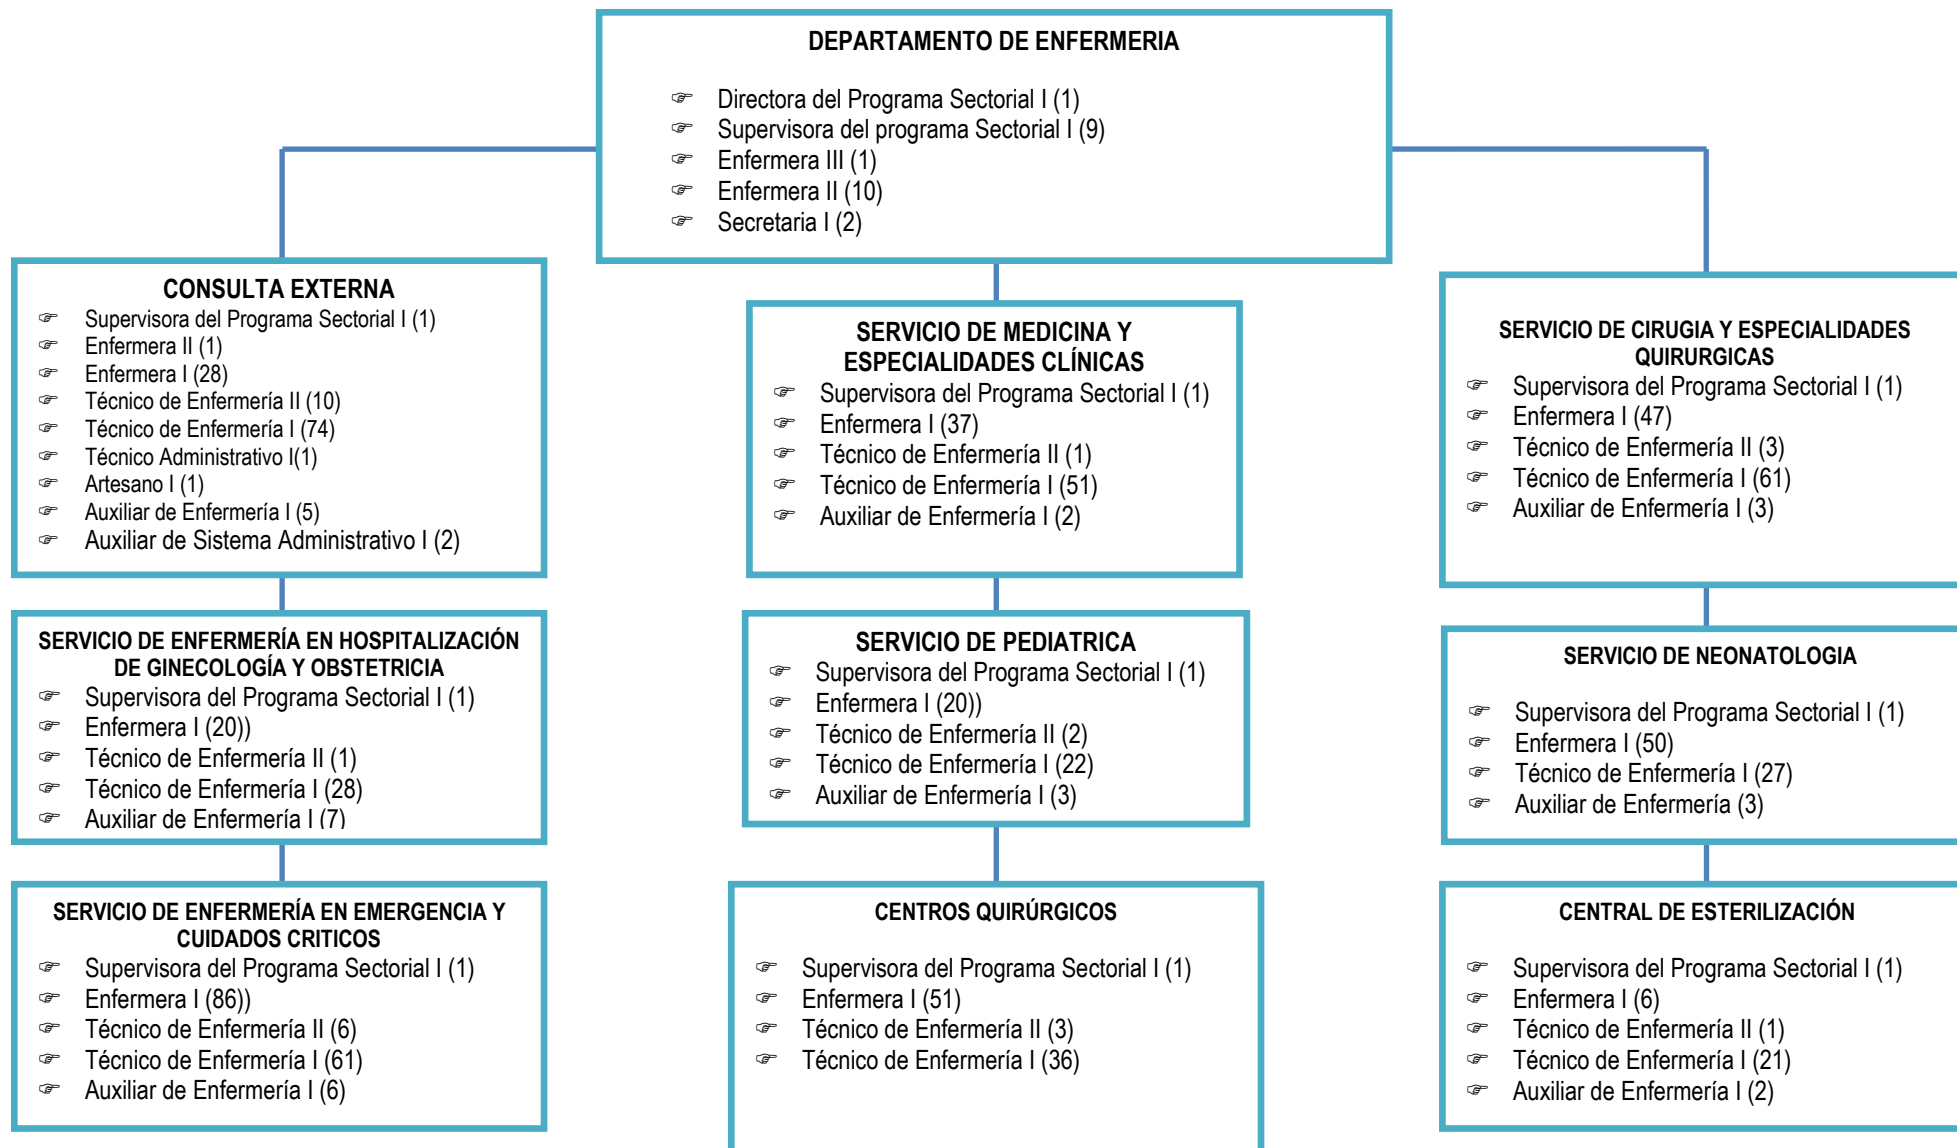 DEPARTAMENTO DE ENFERMERIA
Directora del Programa Sectorial I (1)
Supervisora del programa Sectorial I (9)
Enfermera III (1)
Enfermera II (10)
Secretaria I (2)
CONSULTA EXTERNA
Supervisora del Programa Sectorial I (1)
Enfermera II (1)
Enfermera I (28)
Técnico de Enfermería II (10)
Técnico de Enfermería I (74)
Técnico Administrativo I(1)
Artesano I (1)
Auxiliar de Enfermería I (5)
Auxiliar de Sistema Administrativo I (2)
SERVICIO DE MEDICINA Y
ESPECIALIDADES CLÍNICAS
Supervisora del Programa Sectorial I (1)
Enfermera I (37)
Técnico de Enfermería II (1)
Técnico de Enfermería I (51)
Auxiliar de Enfermería I (2)
SERVICIO DE CIRUGIA Y ESPECIALIDADES
QUIRURGICAS
Supervisora del Programa Sectorial I (1)
Enfermera I (47)
Técnico de Enfermería II (3)
Técnico de Enfermería I (61)
Auxiliar de Enfermería I (3)
SERVICIO DE ENFERMERÍA EN HOSPITALIZACIÓN
DE GINECOLOGÍA Y OBSTETRICIA
Supervisora del Programa Sectorial I (1)
Enfermera I (20))
Técnico de Enfermería II (1)
Técnico de Enfermería I (28)
Auxiliar de Enfermería I (7)
SERVICIO DE PEDIATRICA
Supervisora del Programa Sectorial I (1)
Enfermera I (20))
Técnico de Enfermería II (2)
Técnico de Enfermería I (22)
Auxiliar de Enfermería I (3)
SERVICIO DE NEONATOLOGIA
Supervisora del Programa Sectorial I (1)
Enfermera I (50)
Técnico de Enfermería I (27)
Auxiliar de Enfermería (3)
SERVICIO DE ENFERMERÍA EN EMERGENCIA Y
CUIDADOS CRITICOS
Supervisora del Programa Sectorial I (1)
Enfermera I (86))
Técnico de Enfermería II (6)
Técnico de Enfermería I (61)
Auxiliar de Enfermería I (6)
CENTROS QUIRÚRGICOS
Supervisora del Programa Sectorial I (1)
Enfermera I (51)
Técnico de Enfermería II (3)
Técnico de Enfermería I (36)
CENTRAL DE ESTERILIZACIÓN
Supervisora del Programa Sectorial I (1)
Enfermera I (6)
Técnico de Enfermería II (1)
Técnico de Enfermería I (21)
Auxiliar de Enfermería I (2)